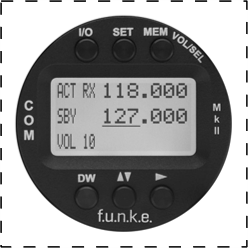 I/O SET MEM VOL/SEL
ACT RX 118.000
SBY 127.000
VOL 10
COM
MkII
DW
f.u.n.k.e.